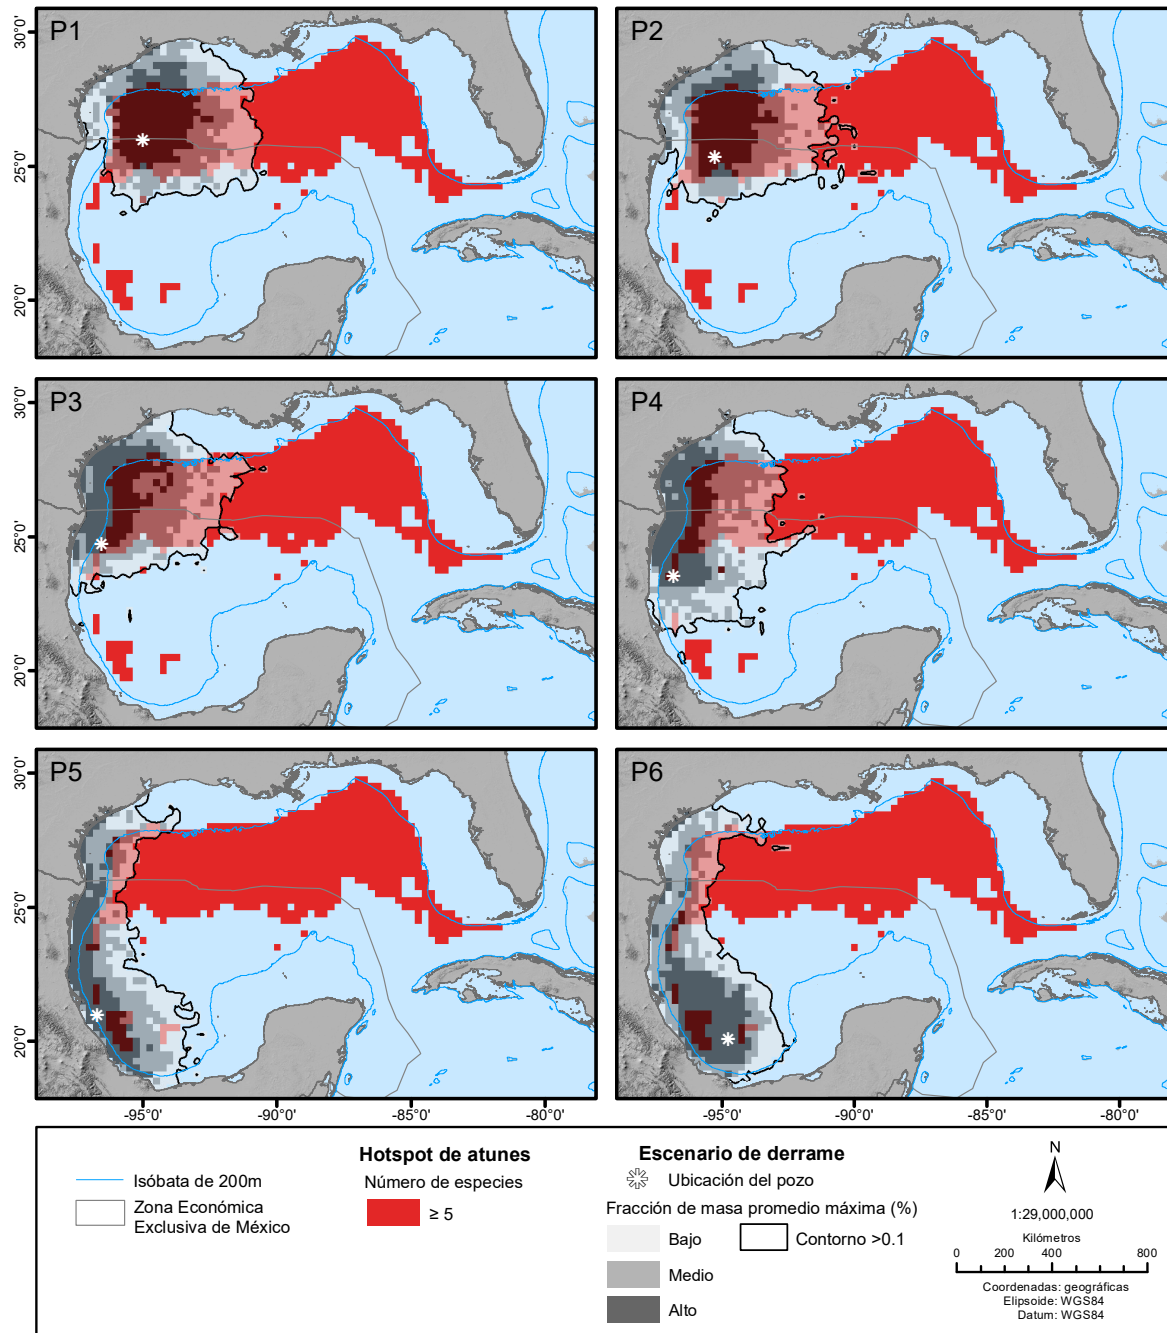 P1
P2
30°0'
25°0'
20°0'
P3
P4
30°0'
25°0'
20°0'
P5
P6
30°0'
25°0'
20°0'
-95°0'
-90°0'
-85°0'
-80°0'
-95°0'
-90°0'
-85°0'
-80°0'
Isóbata de 200m
Zona Económica
Exclusiva de México
Hotspot de atunes
Número de especies
≥ 5
Escenario de derrame
Ubicación del pozo
Fracción de masa promedio máxima (%)
Bajo
Contorno >0.1
Medio
Alto
N
1:29,000,000
Kilómetros
0 200 400 800
Coordenadas: geográficas
Elipsoide: WGS84
Datum: WGS84